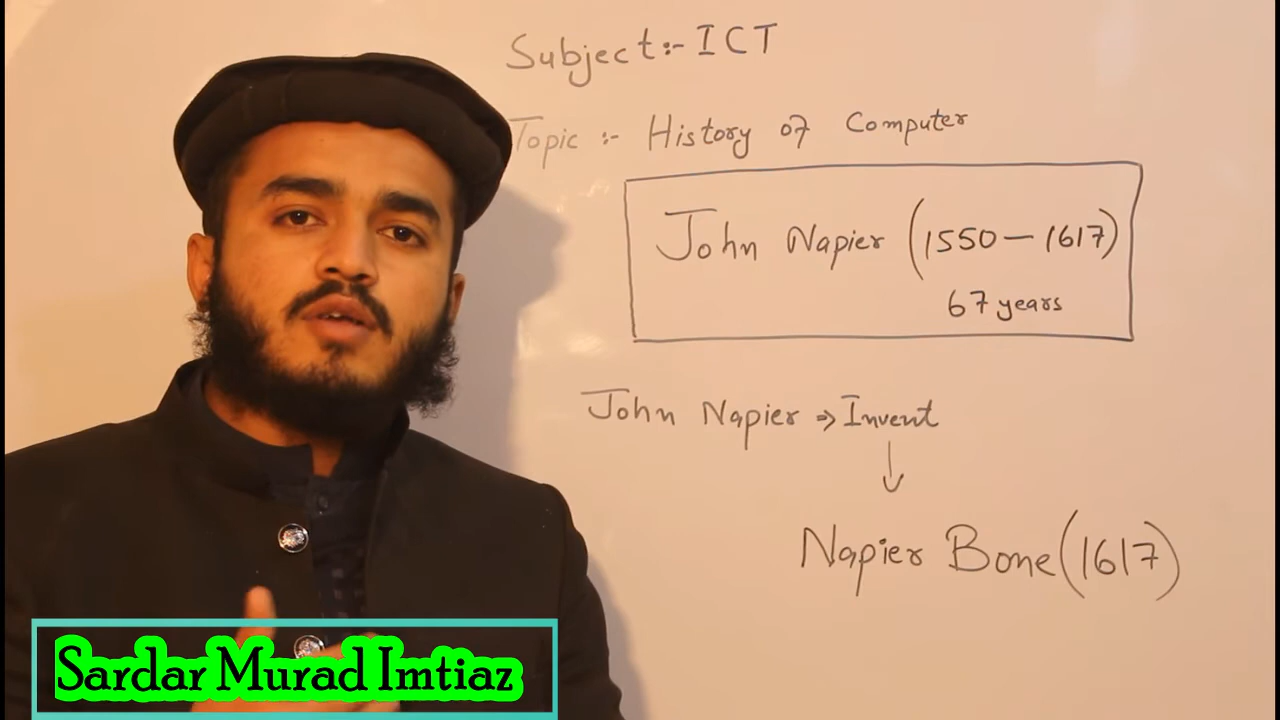 Subject:- ICT
Topic :- History of Computer
John Napier (1550 — 1617)
67 years
John Napier ⇒ Invent
↓
Napier Bone (1617)
Sardar Murad Imtiaz